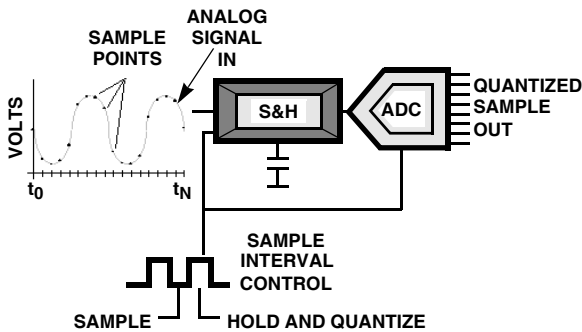 ANALOG
SIGNAL
IN
SAMPLE
POINTS
VOLTS
t0
tN
S&H
ADC
QUANTIZED
SAMPLE
OUT
SAMPLE
INTERVAL
CONTROL
SAMPLE
HOLD AND QUANTIZE